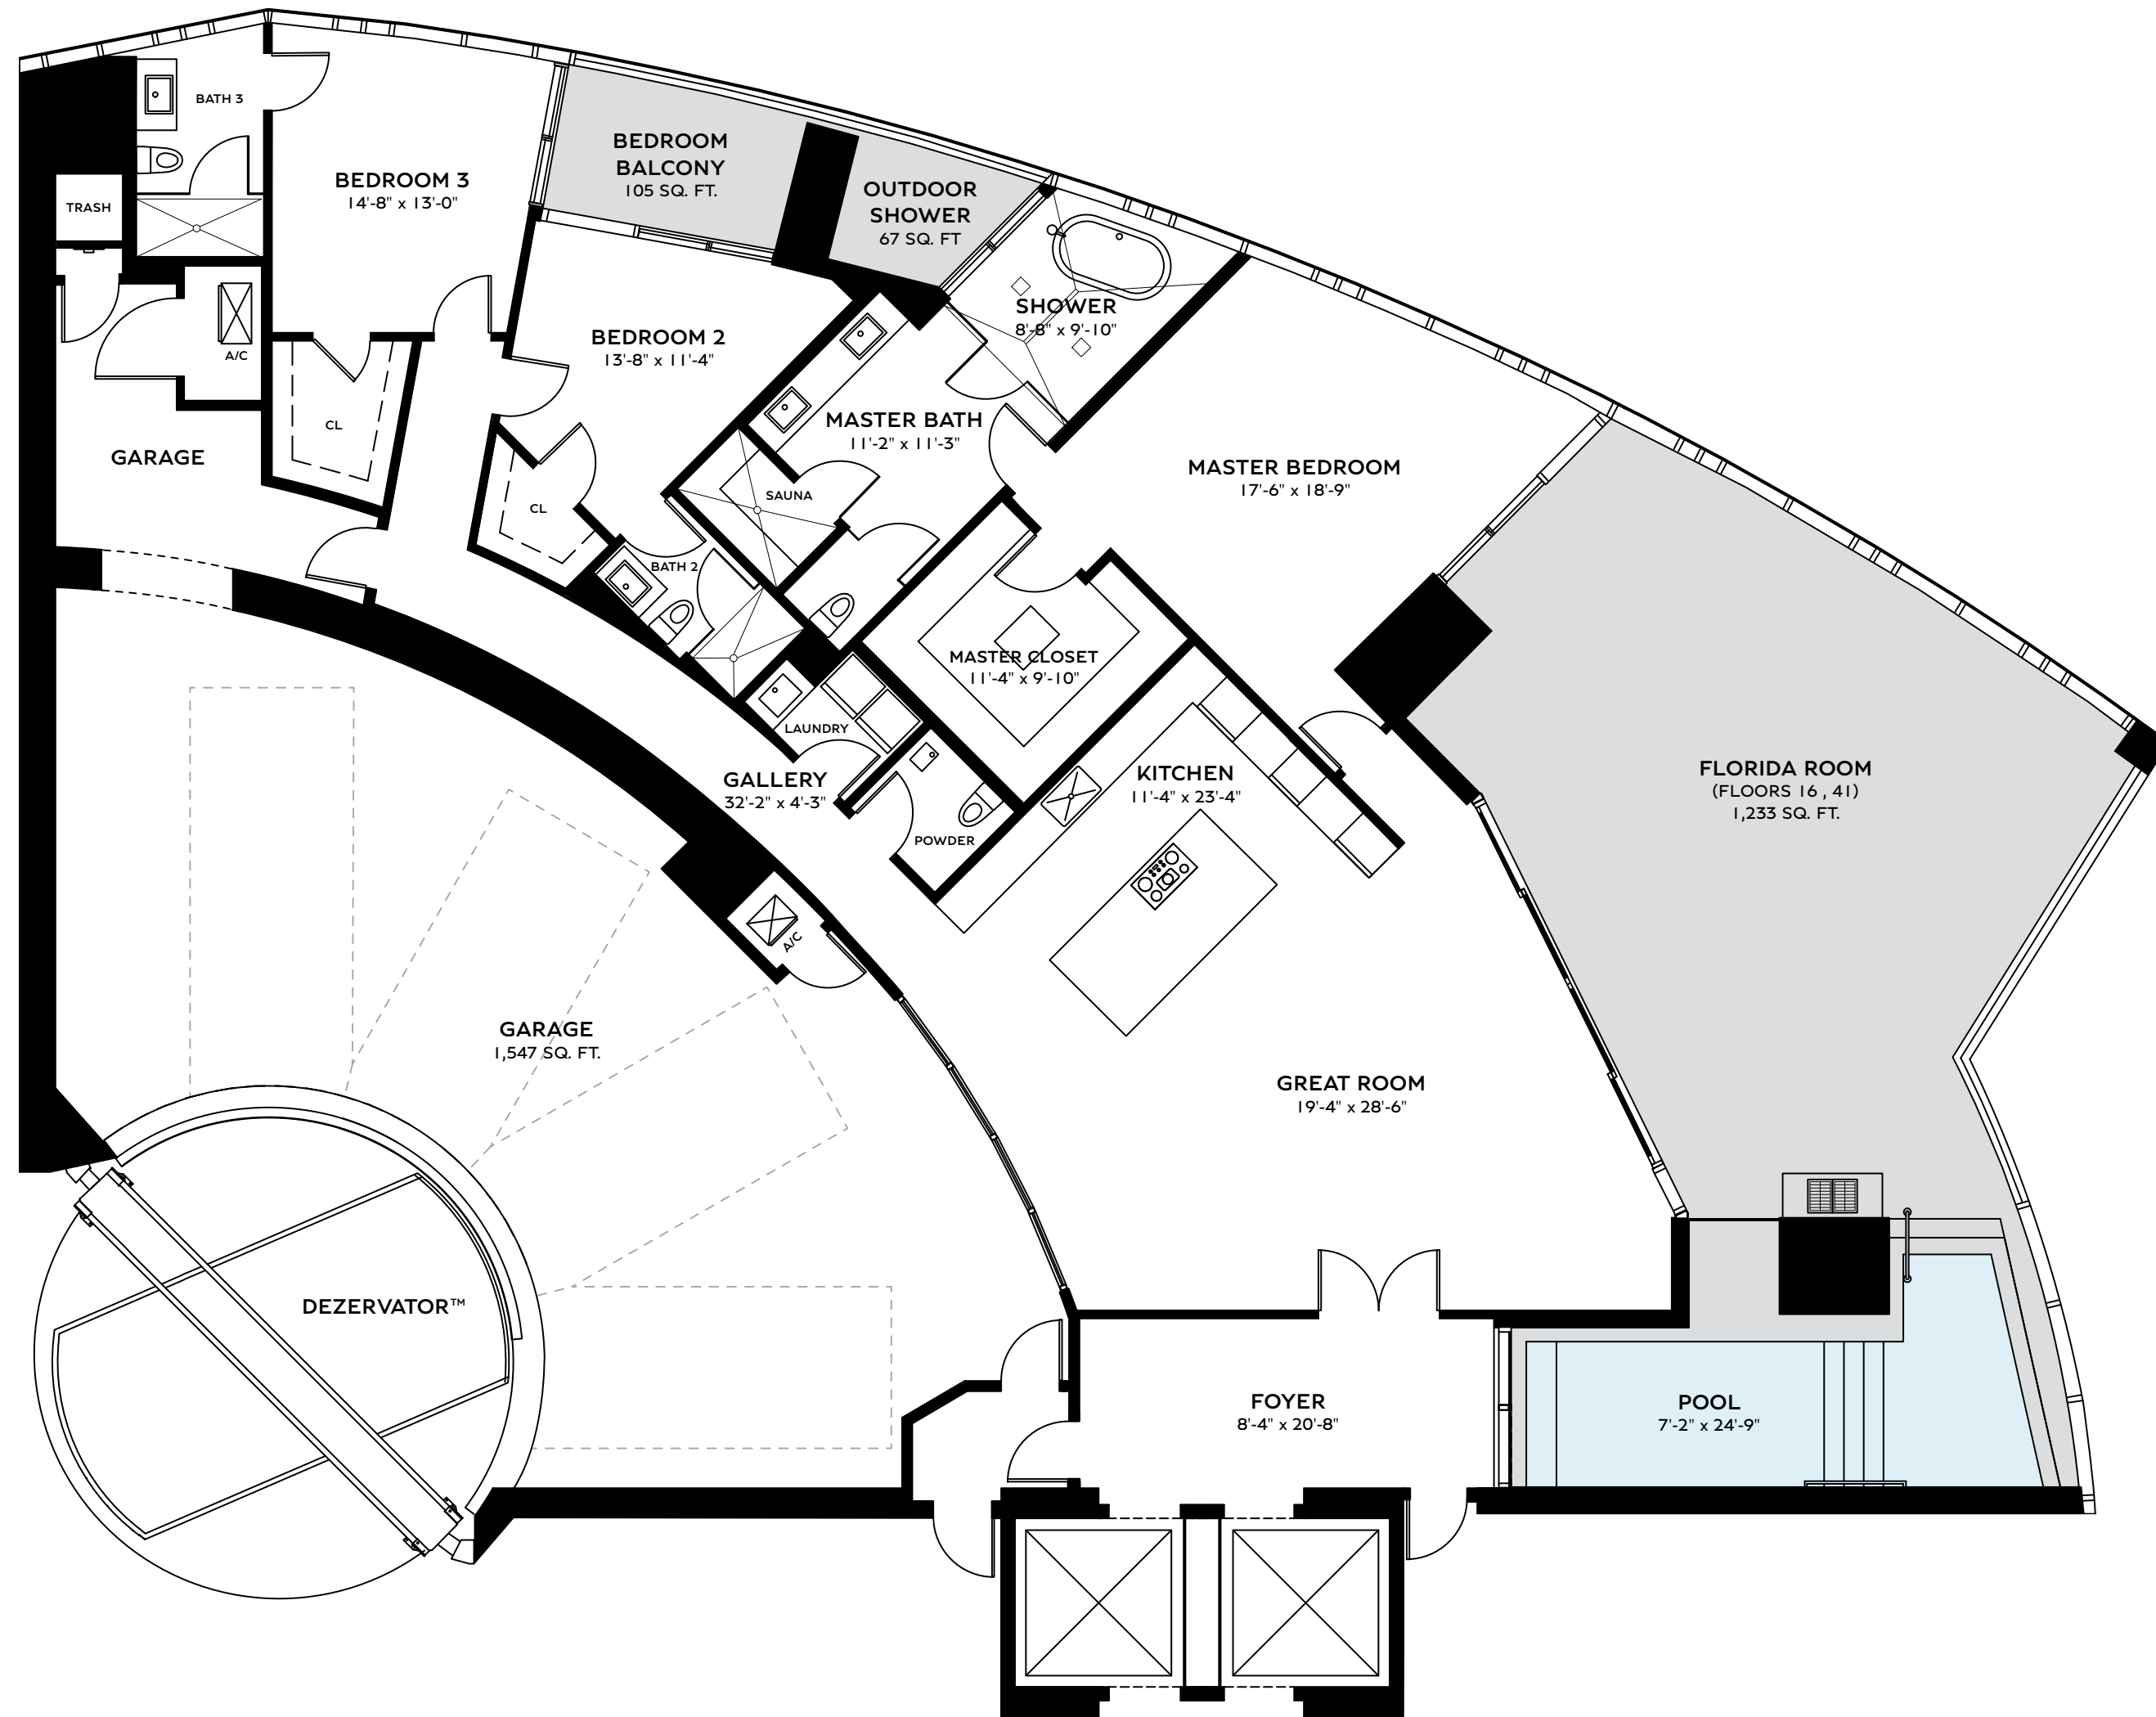 BATH 3
BEDROOM 3
14'-8" x 13'-0"
BEDROOM
BALCONY
105 SQ. FT.
OUTDOOR
SHOWER
67 SQ. FT
TRASH
SHOWER
8'-8" x 9'-10"
A/C
BEDROOM 2
13'-8" x 11'-4"
CL
MASTER BATH
11'-2" x 11'-3"
GARAGE
MASTER BEDROOM
17'-6" x 18'-9"
SAUNA
CL
BATH 2
MASTER CLOSET
11'-4" x 9'-10"
LAUNDRY
GALLERY
32'-2" x 4'-3"
KITCHEN
11'-4" x 23'-4"
FLORIDA ROOM
(FLOORS 16 , 41)
1,233 SQ. FT.
POWDER
A/C
GARAGE
1,547 SQ. FT.
GREAT ROOM
19'-4" x 28'-6"
DEZERVATOR™
FOYER
8'-4" x 20'-8"
POOL
7'-2" x 24'-9"